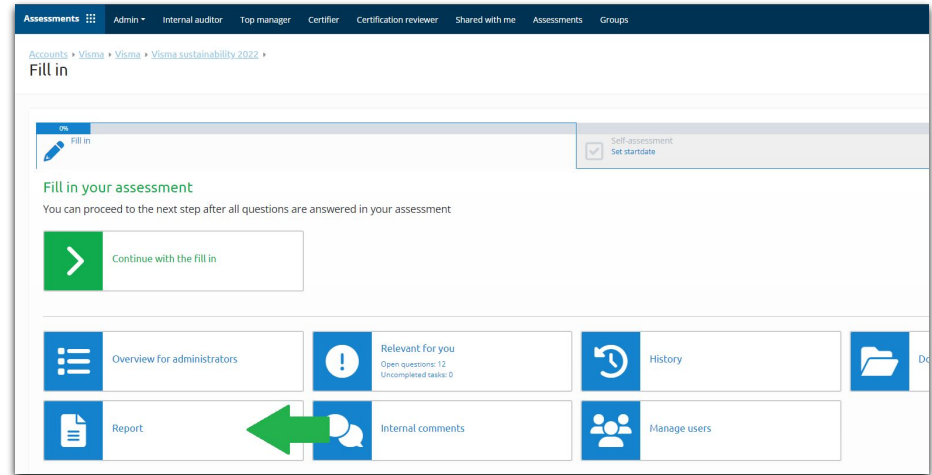 Assessments Admin Internal auditor Top manager Certifier Certification reviewer Shared with me Assessments Groups
Accounts Visma Visma Visma sustainability 2022
Fill in
0%
Fill in
Self-assessment
Set startdate
Fill in your assessment
You can proceed to the next step after all questions are answered in your assessment
Continue with the fill in
Overview for administrators
Relevant for you
Open questions: 12
Uncompleted tasks: 0
History
Do
Report
Internal comments
Manage users